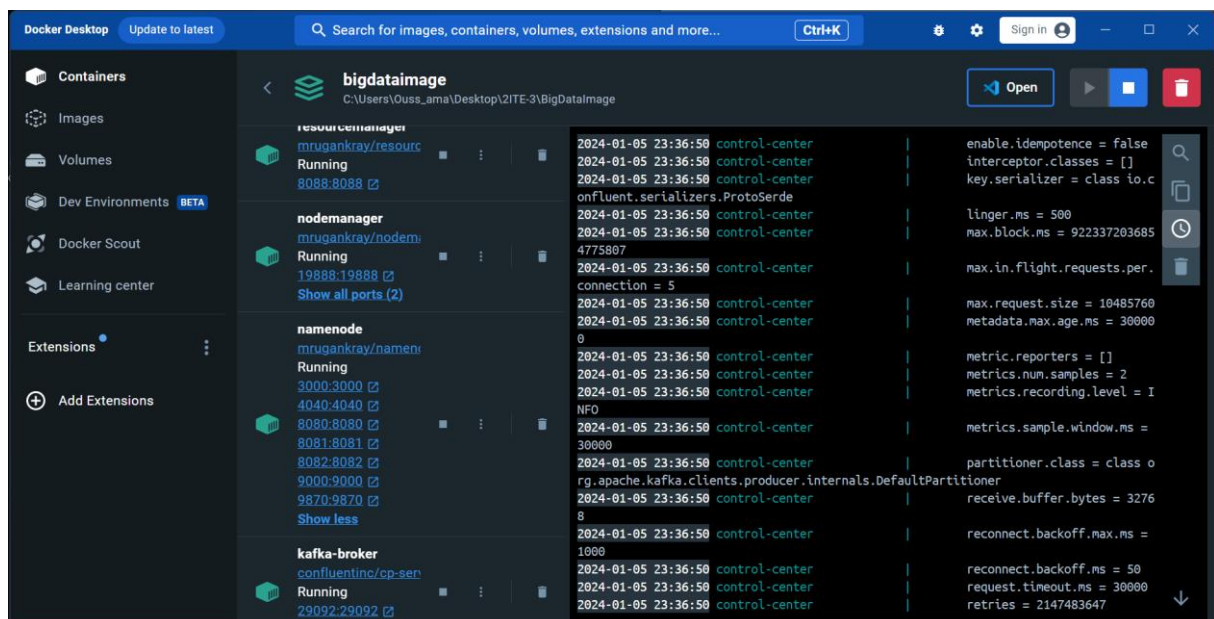 Docker Desktop Update to latest Search for images, containers, volumes, extensions and more... Ctrl+K Sign in
Containers
Images
Volumes
Dev Environments BETA
Docker Scout
Learning center
Extensions
Add Extensions
bigdataimage
C:\Users\Ouss_ama\Desktop\2ITE-3\BigDataImage
Open
resourcemanager
mrugankray/resourc
Running
8088:8088
nodemanager
mrugankray/nodema
Running
19888:19888
Show all ports (2)
namenode
mrugankray/nameno
Running
3000:3000
4040:4040
8080:8080
8081:8081
8082:8082
9000:9000
9870:9870
Show less
kafka-broker
confluentinc/cp-serv
Running
29092:29092
2024-01-05 23:36:50 control-center | enable.idempotence = false
2024-01-05 23:36:50 control-center | interceptor.classes = []
2024-01-05 23:36:50 control-center | key.serializer = class io.c
onfluent.serializers.ProtoSerde
2024-01-05 23:36:50 control-center | linger.ms = 500
2024-01-05 23:36:50 control-center | max.block.ms = 922337203685
4775807
2024-01-05 23:36:50 control-center | max.in.flight.requests.per.
connection = 5
2024-01-05 23:36:50 control-center | max.request.size = 10485760
2024-01-05 23:36:50 control-center | metadata.max.age.ms = 30000
0
2024-01-05 23:36:50 control-center | metric.reporters = []
2024-01-05 23:36:50 control-center | metrics.num.samples = 2
2024-01-05 23:36:50 control-center | metrics.recording.level = I
NFO
2024-01-05 23:36:50 control-center | metrics.sample.window.ms =
30000
2024-01-05 23:36:50 control-center | partitioner.class = class o
rg.apache.kafka.clients.producer.internals.DefaultPartitioner
2024-01-05 23:36:50 control-center | receive.buffer.bytes = 3276
8
2024-01-05 23:36:50 control-center | reconnect.backoff.max.ms =
1000
2024-01-05 23:36:50 control-center | reconnect.backoff.ms = 50
2024-01-05 23:36:50 control-center | request.timeout.ms = 30000
2024-01-05 23:36:50 control-center | retries = 2147483647